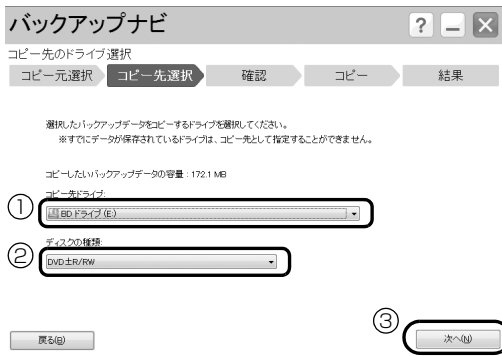 バックアップナビ
? – ×
コピー先のドライブ選択
コピー元選択 コピー先選択 確認 コピー 結果
選択したバックアップデータをコピーするドライブを選択してください。
※すでにデータが保存されているドライブは、コピー先として指定することができません。
コピーしたいバックアップデータの容量 : 172.1 MB
コピー先ドライブ:
① BD ドライブ (E:)
ディスクの種類:
② DVD±R/RW
③
戻る(B) 次へ(N)